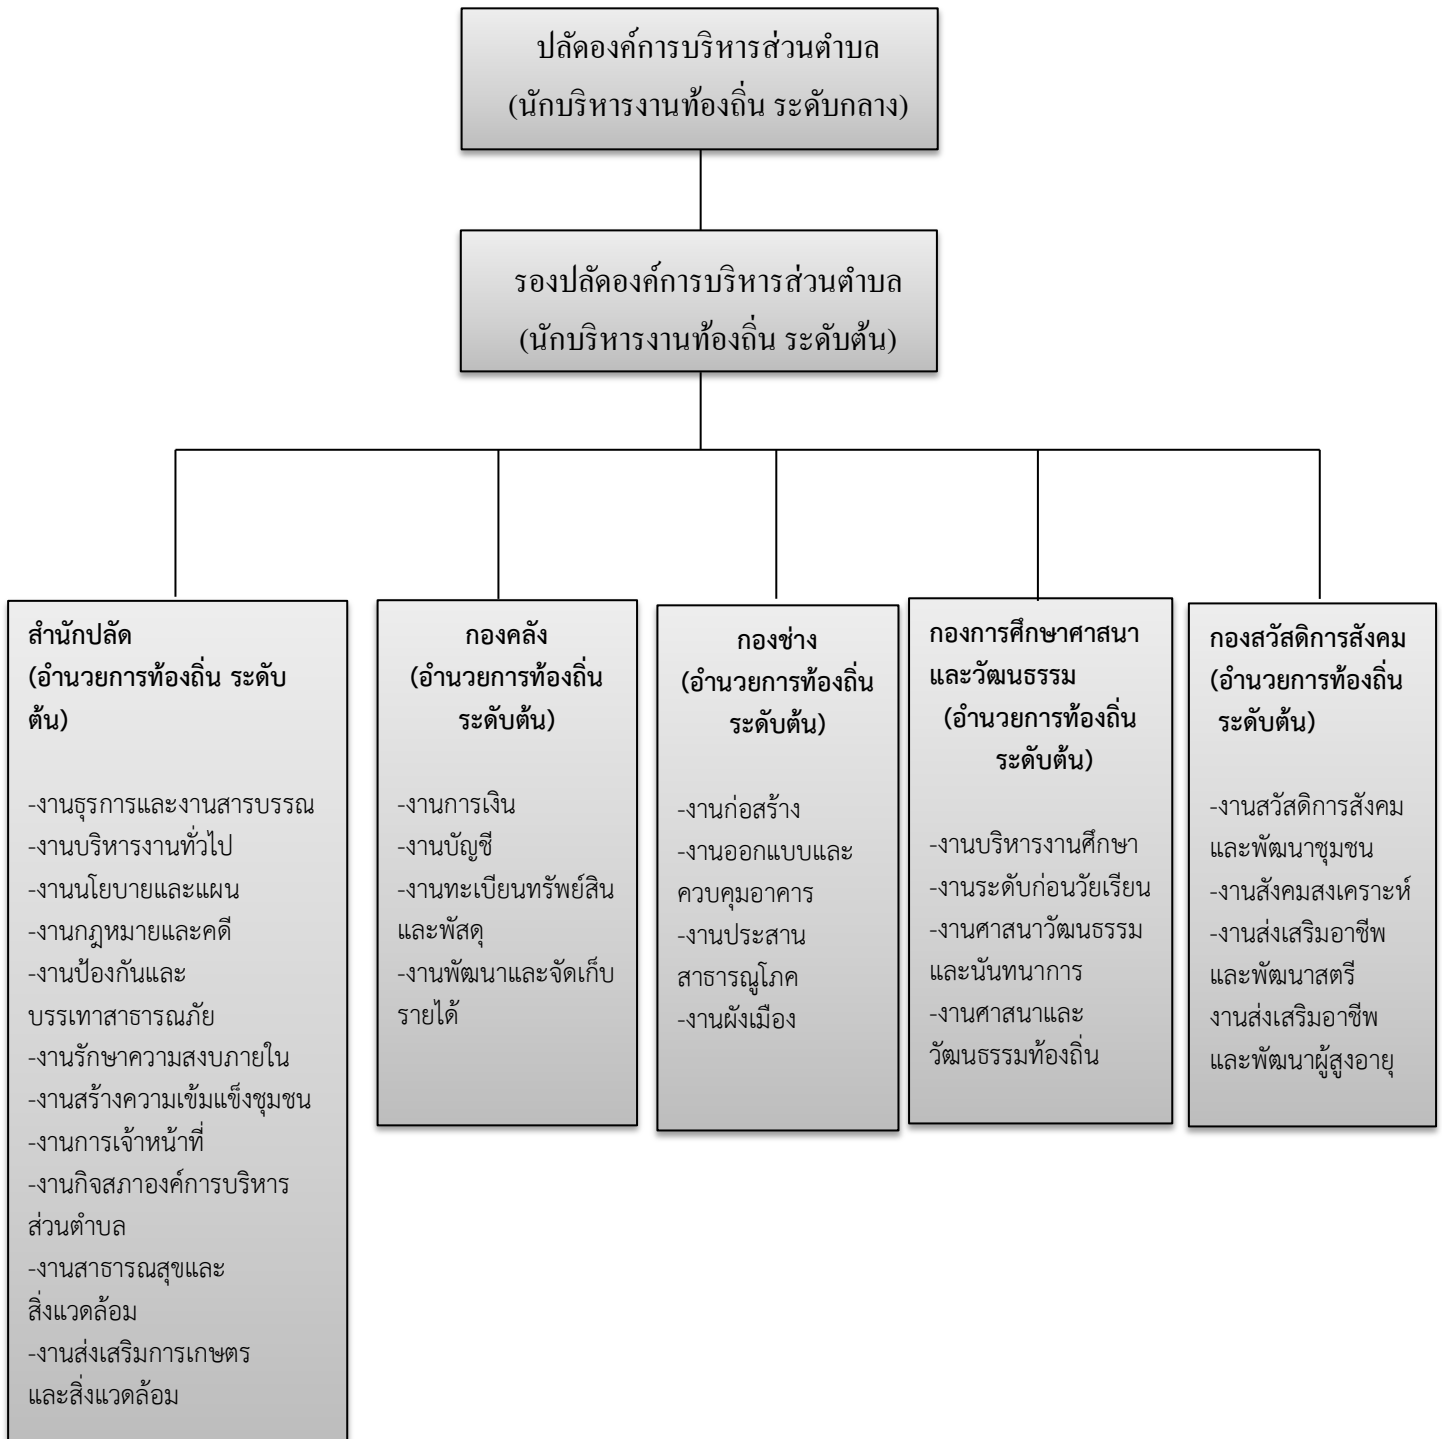 ปลัดองค์การบริหารส่วนตำบล
(นักบริหารงานท้องถิ่น ระดับกลาง)
รองปลัดองค์การบริหารส่วนตำบล
(นักบริหารงานท้องถิ่น ระดับต้น)
สำนักปลัด
(อำนวยการท้องถิ่น ระดับ
ต้น)
-งานธุรการและงานสารบรรณ
-งานบริหารงานทั่วไป
-งานนโยบายและแผน
-งานกฎหมายและคดี
-งานป้องกันและ
บรรเทาสาธารณภัย
-งานรักษาความสงบภายใน
-งานสร้างความเข้มแข็งชุมชน
-งานการเจ้าหน้าที่
-งานกิจสภาองค์การบริหาร
ส่วนตำบล
-งานสาธารณสุขและ
สิ่งแวดล้อม
-งานส่งเสริมการเกษตร
และสิ่งแวดล้อม
กองคลัง
(อำนวยการท้องถิ่น
ระดับต้น)
-งานการเงิน
-งานบัญชี
-งานทะเบียนทรัพย์สิน
และพัสดุ
-งานพัฒนาและจัดเก็บ
รายได้
กองช่าง
(อำนวยการท้องถิ่น
ระดับต้น)
-งานก่อสร้าง
-งานออกแบบและ
ควบคุมอาคาร
-งานประสาน
สาธารณูโภค
-งานผังเมือง
กองการศึกษาศาสนา
และวัฒนธรรม
(อำนวยการท้องถิ่น
ระดับต้น)
-งานบริหารงานศึกษา
-งานระดับก่อนวัยเรียน
-งานศาสนาวัฒนธรรม
และนันทนาการ
-งานศาสนาและ
วัฒนธรรมท้องถิ่น
กองสวัสดิการสังคม
(อำนวยการท้องถิ่น
ระดับต้น)
-งานสวัสดิการสังคม
และพัฒนาชุมชน
-งานสังคมสงเคราะห์
-งานส่งเสริมอาชีพ
และพัฒนาสตรี
งานส่งเสริมอาชีพ
และพัฒนาผู้สูงอายุ